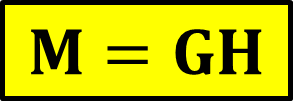 M = GH